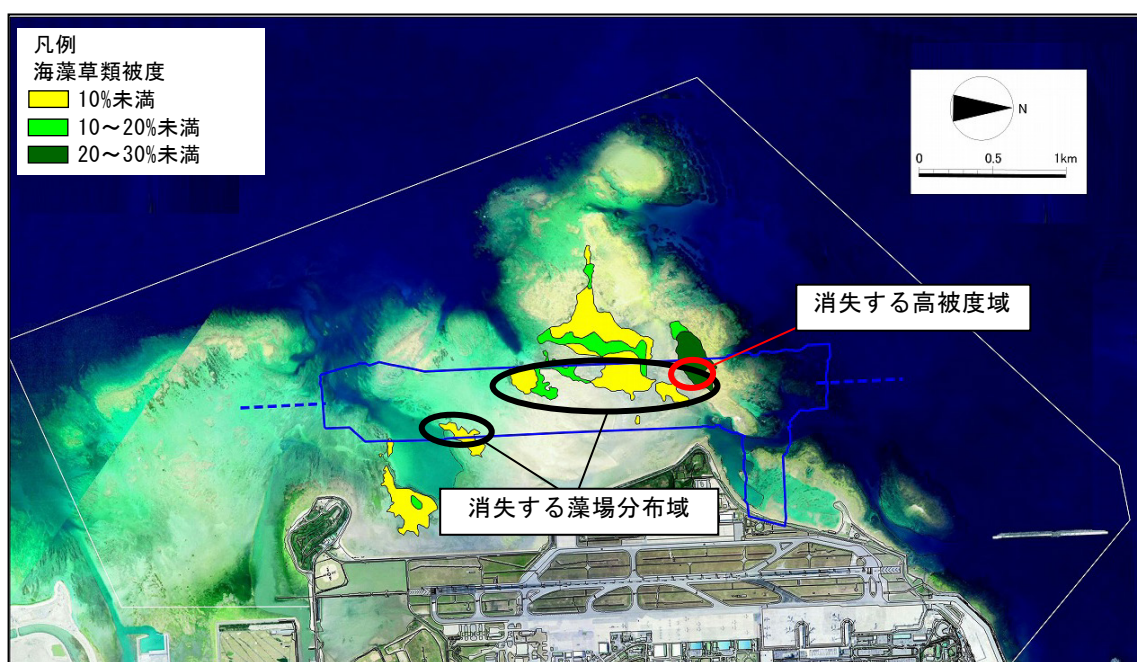 凡例
海藻草類被度
10%未満
10～20%未満
20～30%未満
N
0 0.5 1km
消失する高被度域
消失する藻場分布域